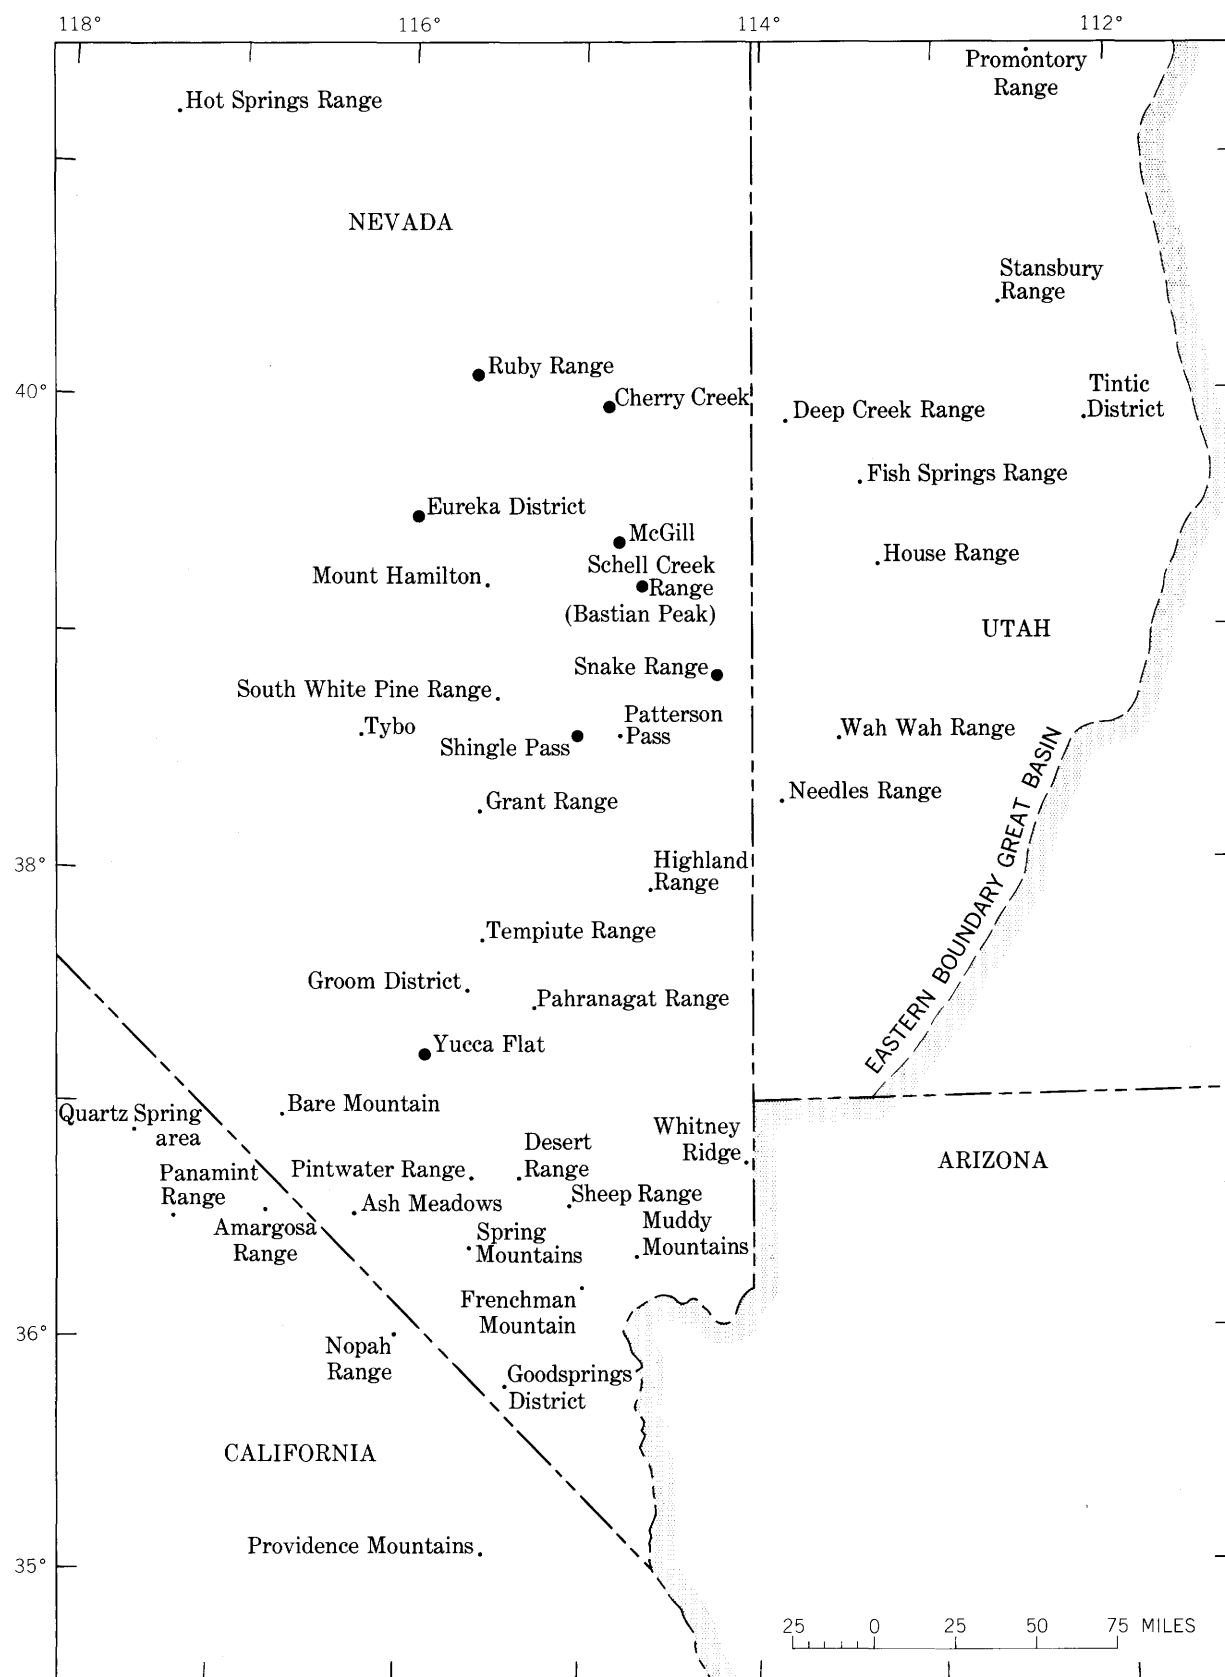 118°
116°
114°
112°
Promontory
Range
Hot Springs Range
NEVADA
Stansbury
Range
Ruby Range
40°
Cherry Creek
Tintic
District
Deep Creek Range
Fish Springs Range
Eureka District
McGill
House Range
Schell Creek
Range
(Bastian Peak)
Mount Hamilton
UTAH
Snake Range
South White Pine Range
Tybo
Patterson
Pass
Wah Wah Range
Shingle Pass
Grant Range
Needles Range
EASTERN BOUNDARY GREAT BASIN
38°
Highland
Range
Tempiute Range
Groom District
Pahranagat Range
Yucca Flat
Bare Mountain
Quartz Spring
area
Whitney
Ridge
Desert
Range
ARIZONA
Pintwater Range
Panamint
Range
Ash Meadows
Sheep Range
Amargosa
Range
Spring
Mountains
Muddy
Mountains
Frenchman
Mountain
36°
Nopah
Range
Goodsprings
District
CALIFORNIA
Providence Mountains
35°
25 0 25 50 75 MILES